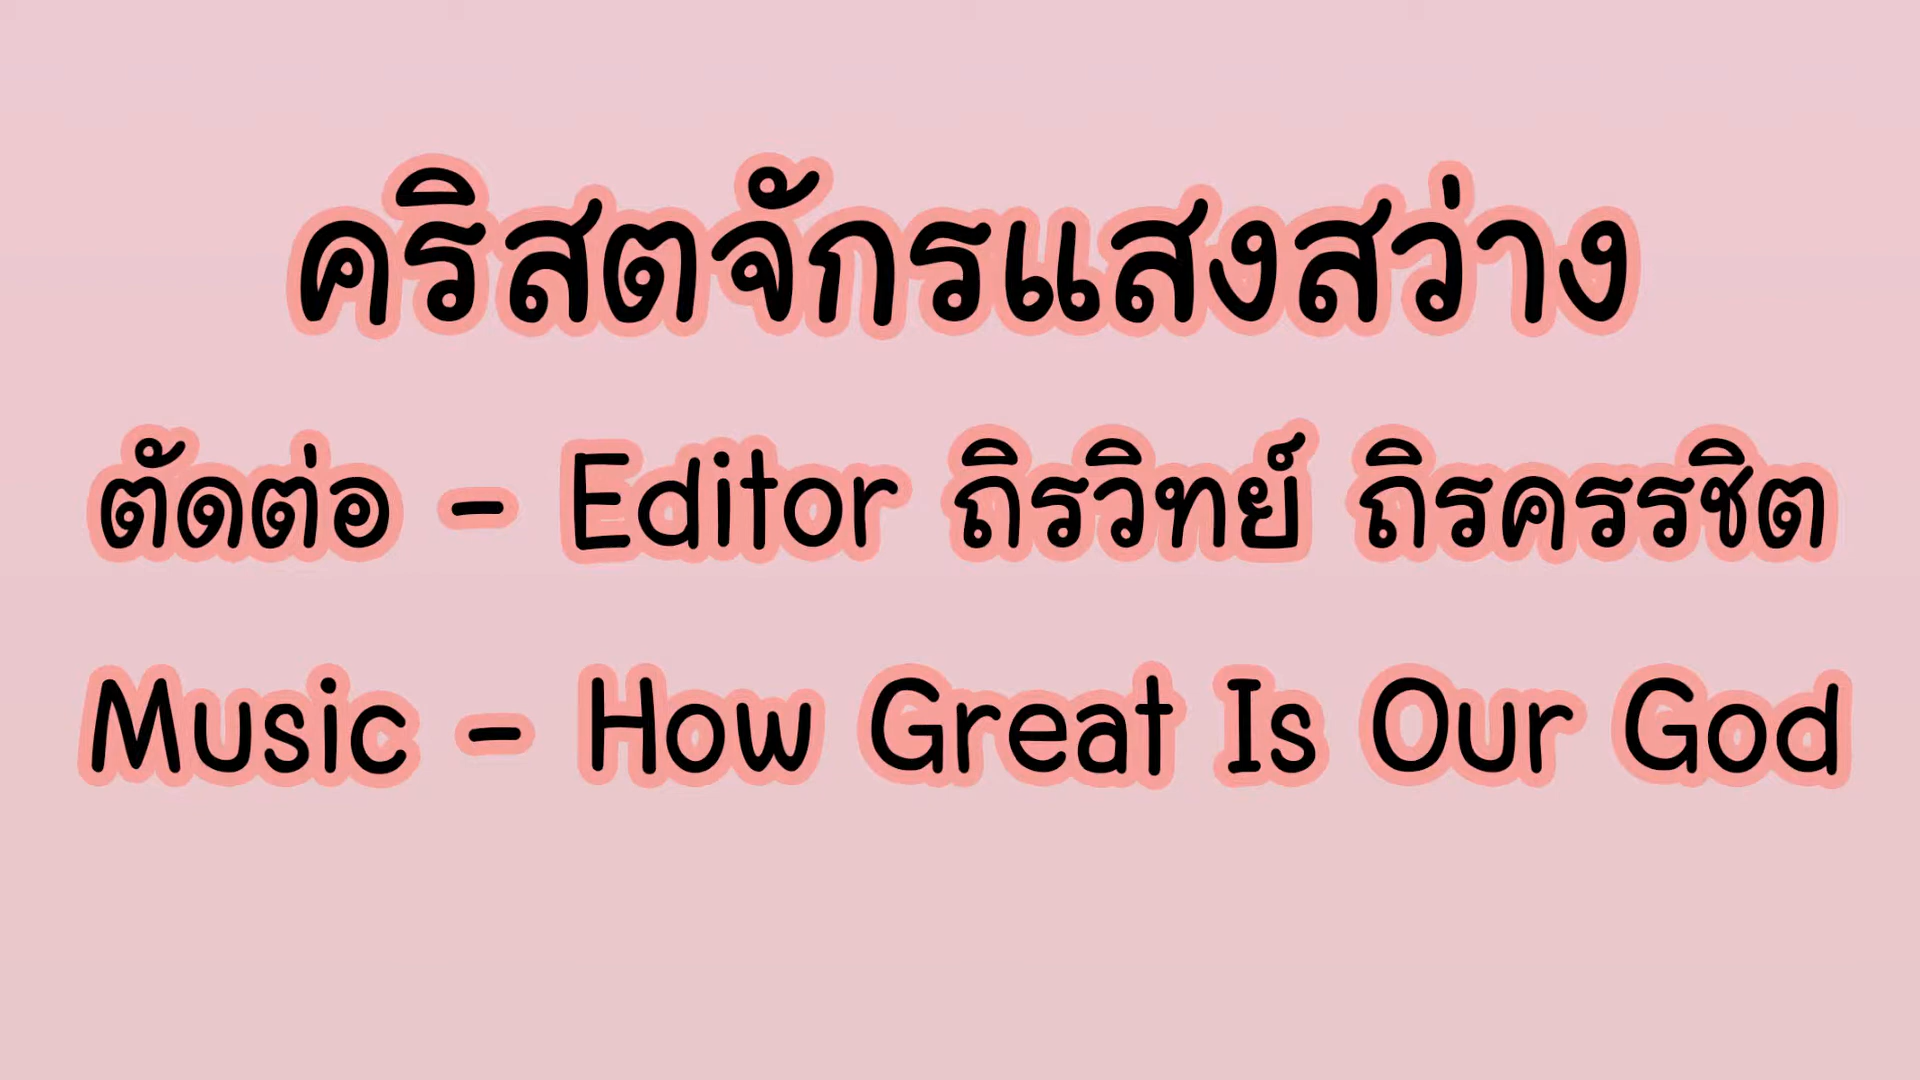 คริสตจักรแสงสว่าง
ตัดต่อ - Editor ถิรวิทย์ ถิรครรชิต
Music - How Great Is Our God